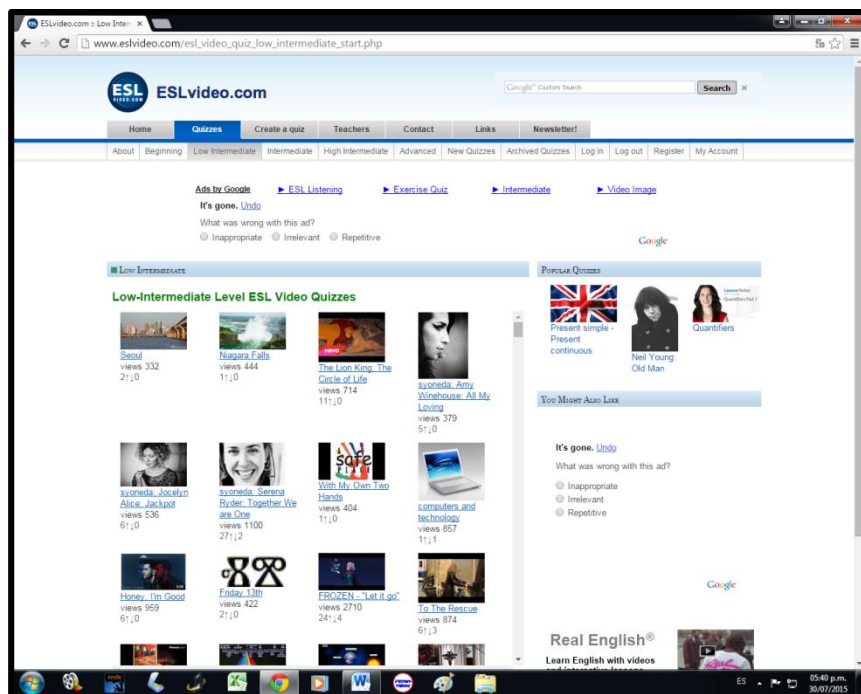 ESLvideo.com :: Low Interm
www.eslvideo.com/esl_video_quiz_low_intermediate_start.php
ESL
VIDEO.COM
ESLvideo.com
Google™ Custom Search
Search
Home Quizzes Create a quiz Teachers Contact Links Newsletter!
About Beginning Low Intermediate Intermediate High Intermediate Advanced New Quizzes Archived Quizzes Log in Log out Register My Account
Ads by Google ► ESL Listening ► Exercise Quiz ► Intermediate ► Video Image
It's gone. Undo
What was wrong with this ad?
Inappropriate Irrelevant Repetitive
Google
Low Intermediate
Low-Intermediate Level ESL Video Quizzes
Seoul
views 332
2↑↓0
Niagara Falls
views 444
1↑↓0
vevo
The Lion King: The
Circle of Life
views 714
11↑↓0
syoneda: Amy
Winehouse: All My
Loving
views 379
5↑↓0
syoneda: Jocelyn
Alice: Jackpot
views 536
6↑↓0
syoneda: Serena
Ryder: Together We
are One
views 1100
27↑↓2
safe
With My Own Two
Hands
views 404
1↑↓0
computers and
technology
views 857
1↑↓1
Honey, I'm Good
views 959
6↑↓0
Friday 13th
views 422
2↑↓0
FROZEN - "Let it go"
views 2710
24↑↓4
To The Rescue
views 874
6↑↓3
Popular Quizzes
Present simple -
Present
continuous
Neil Young:
Old Man
Quantifiers Part 1
Quantifiers
You Might Also Like
It's gone. Undo
What was wrong with this ad?
Inappropriate
Irrelevant
Repetitive
Google
Real English®
Learn English with videos
ES
05:40 p.m.
30/07/2015